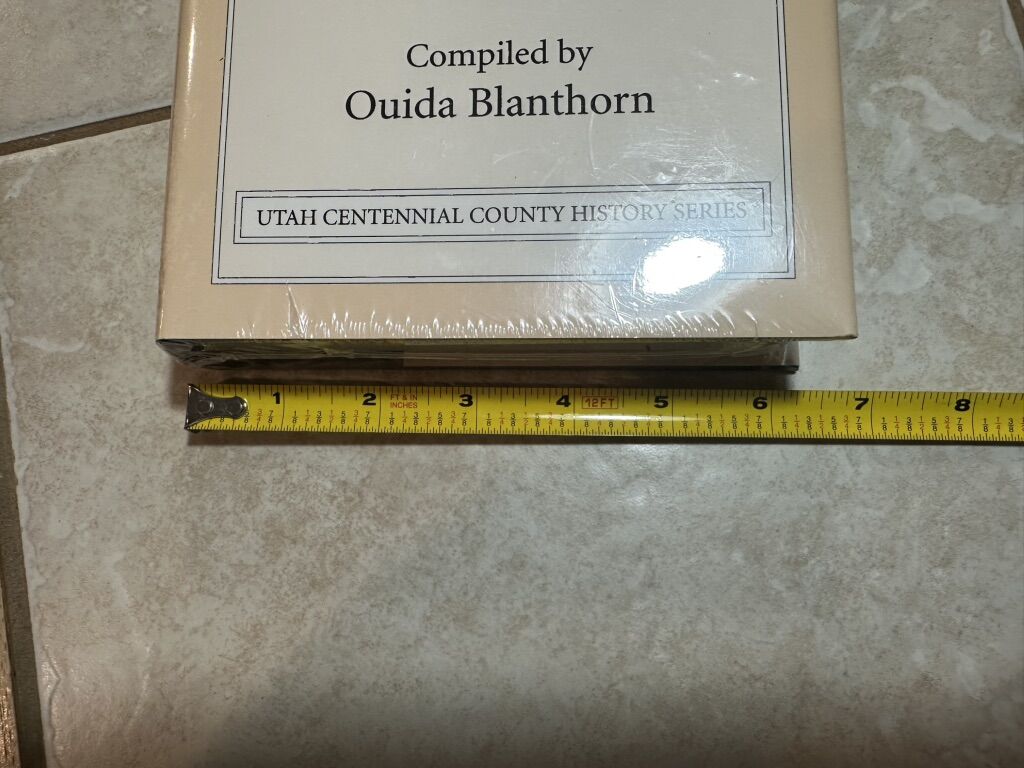 Compiled by
Ouida Blanthorn
UTAH CENTENNIAL COUNTY HISTORY SERIES
1 2 3 4 5 6 7 8
FT & IN
INCHES
12FT